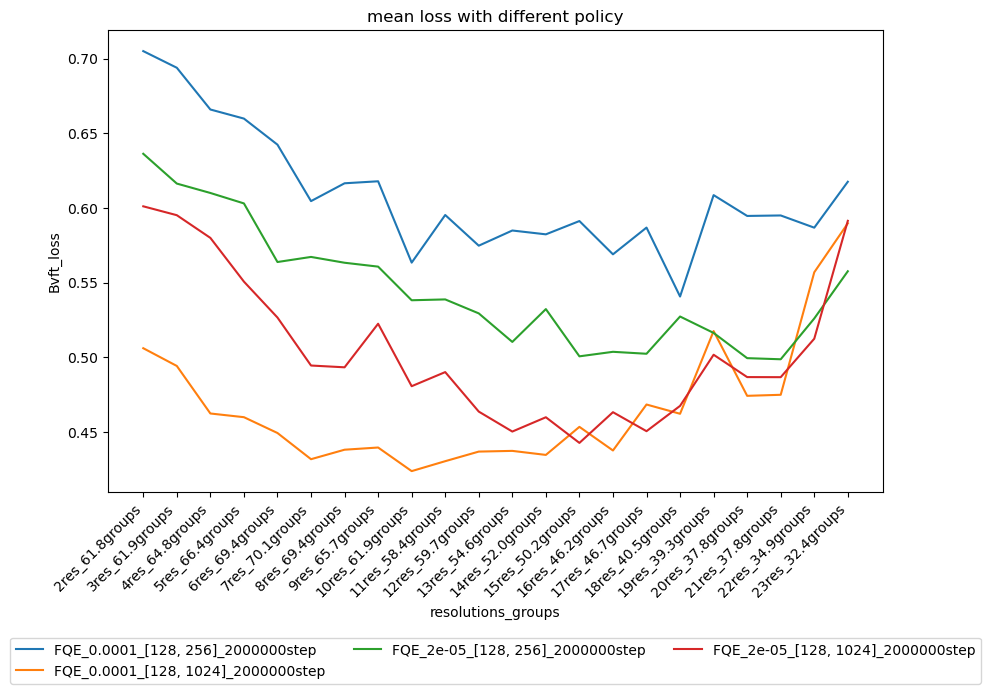 mean loss with different policy
0.70
0.65
0.60
0.55
0.50
0.45
Bvft_loss
2res_61.8groups
3res_61.9groups
4res_64.8groups
5res_66.4groups
6res_69.4groups
7res_70.1groups
8res_69.4groups
9res_65.7groups
10res_61.9groups
11res_58.4groups
12res_59.7groups
13res_54.6groups
14res_52.0groups
15res_50.2groups
16res_46.2groups
17res_46.7groups
18res_40.5groups
19res_39.3groups
20res_37.8groups
21res_37.8groups
22res_34.9groups
23res_32.4groups
resolutions_groups
FQE_0.0001_[128, 256]_2000000step
FQE_0.0001_[128, 1024]_2000000step
FQE_2e-05_[128, 256]_2000000step
FQE_2e-05_[128, 1024]_2000000step